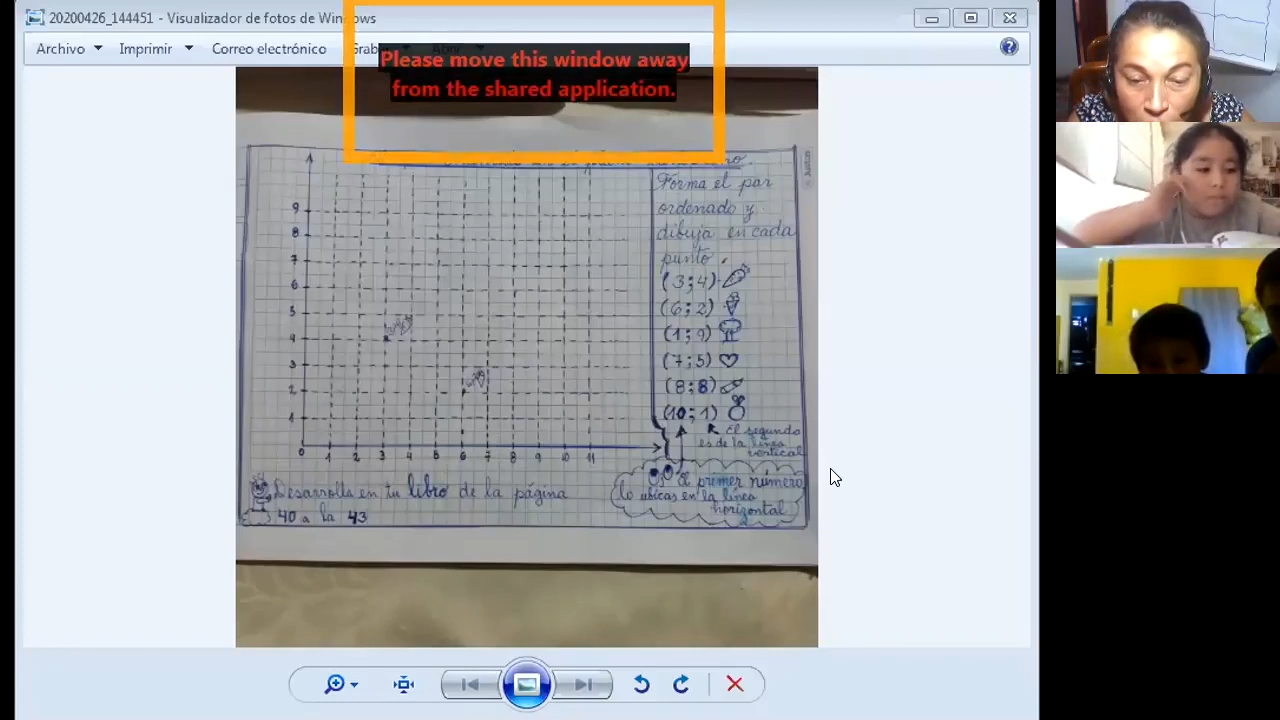 20200426_144451 - Visualizador de fotos de Windows
Archivo Imprimir Correo electrónico
Please move this window away
from the shared application.
Forma el par
ordenado y
dibuja en cada
punto.
(3;4)
(6;2)
(1;9)
(7;5)
(8:8)
(10;1)
El segundo
es de la línea
vertical
9
8
7
6
5
4
3
2
1
0 1 2 3 4 5 6 7 8 9 10 11
El primer número
lo ubicas en la línea
horizontal
Desarrolla en tu libro de la página
40 a la 43